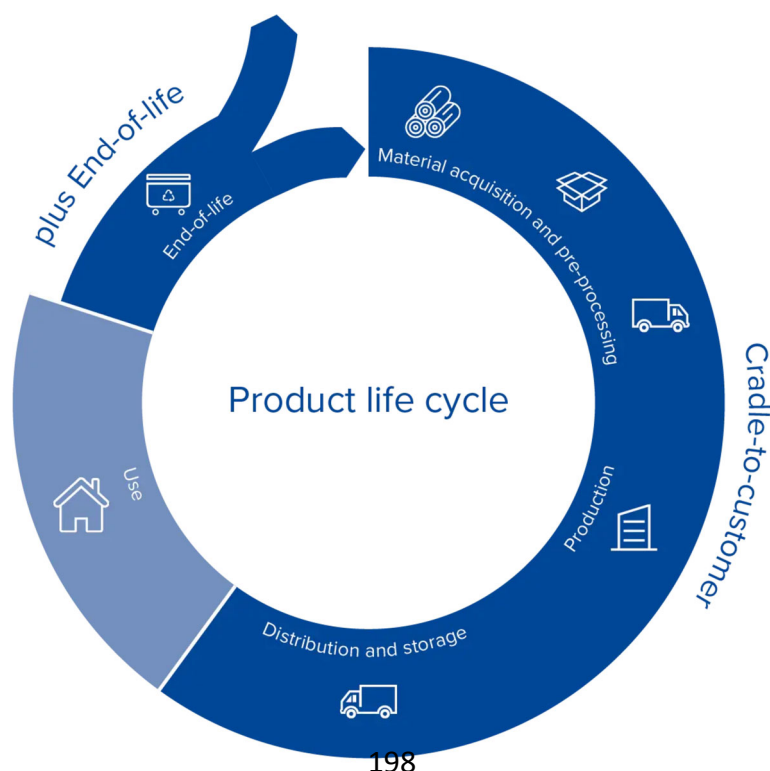 plus End-of-life
End-of-life
Material acquisition and pre-processing
Product life cycle
Cradle-to-customer
Use
Production
Distribution and storage
198